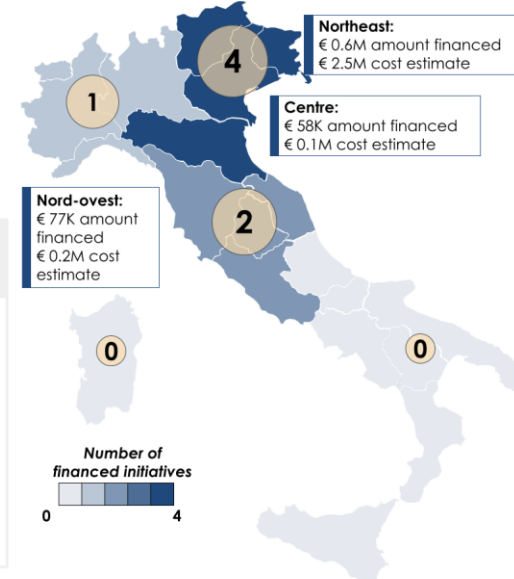 Northeast:
€ 0.6M amount financed
€ 2.5M cost estimate
4
1
Centre:
€ 58K amount financed
€ 0.1M cost estimate
Nord-ovest:
€ 77K amount
financed
€ 0.2M cost
estimate
2
0
0
Number of
financed initiatives
0
4